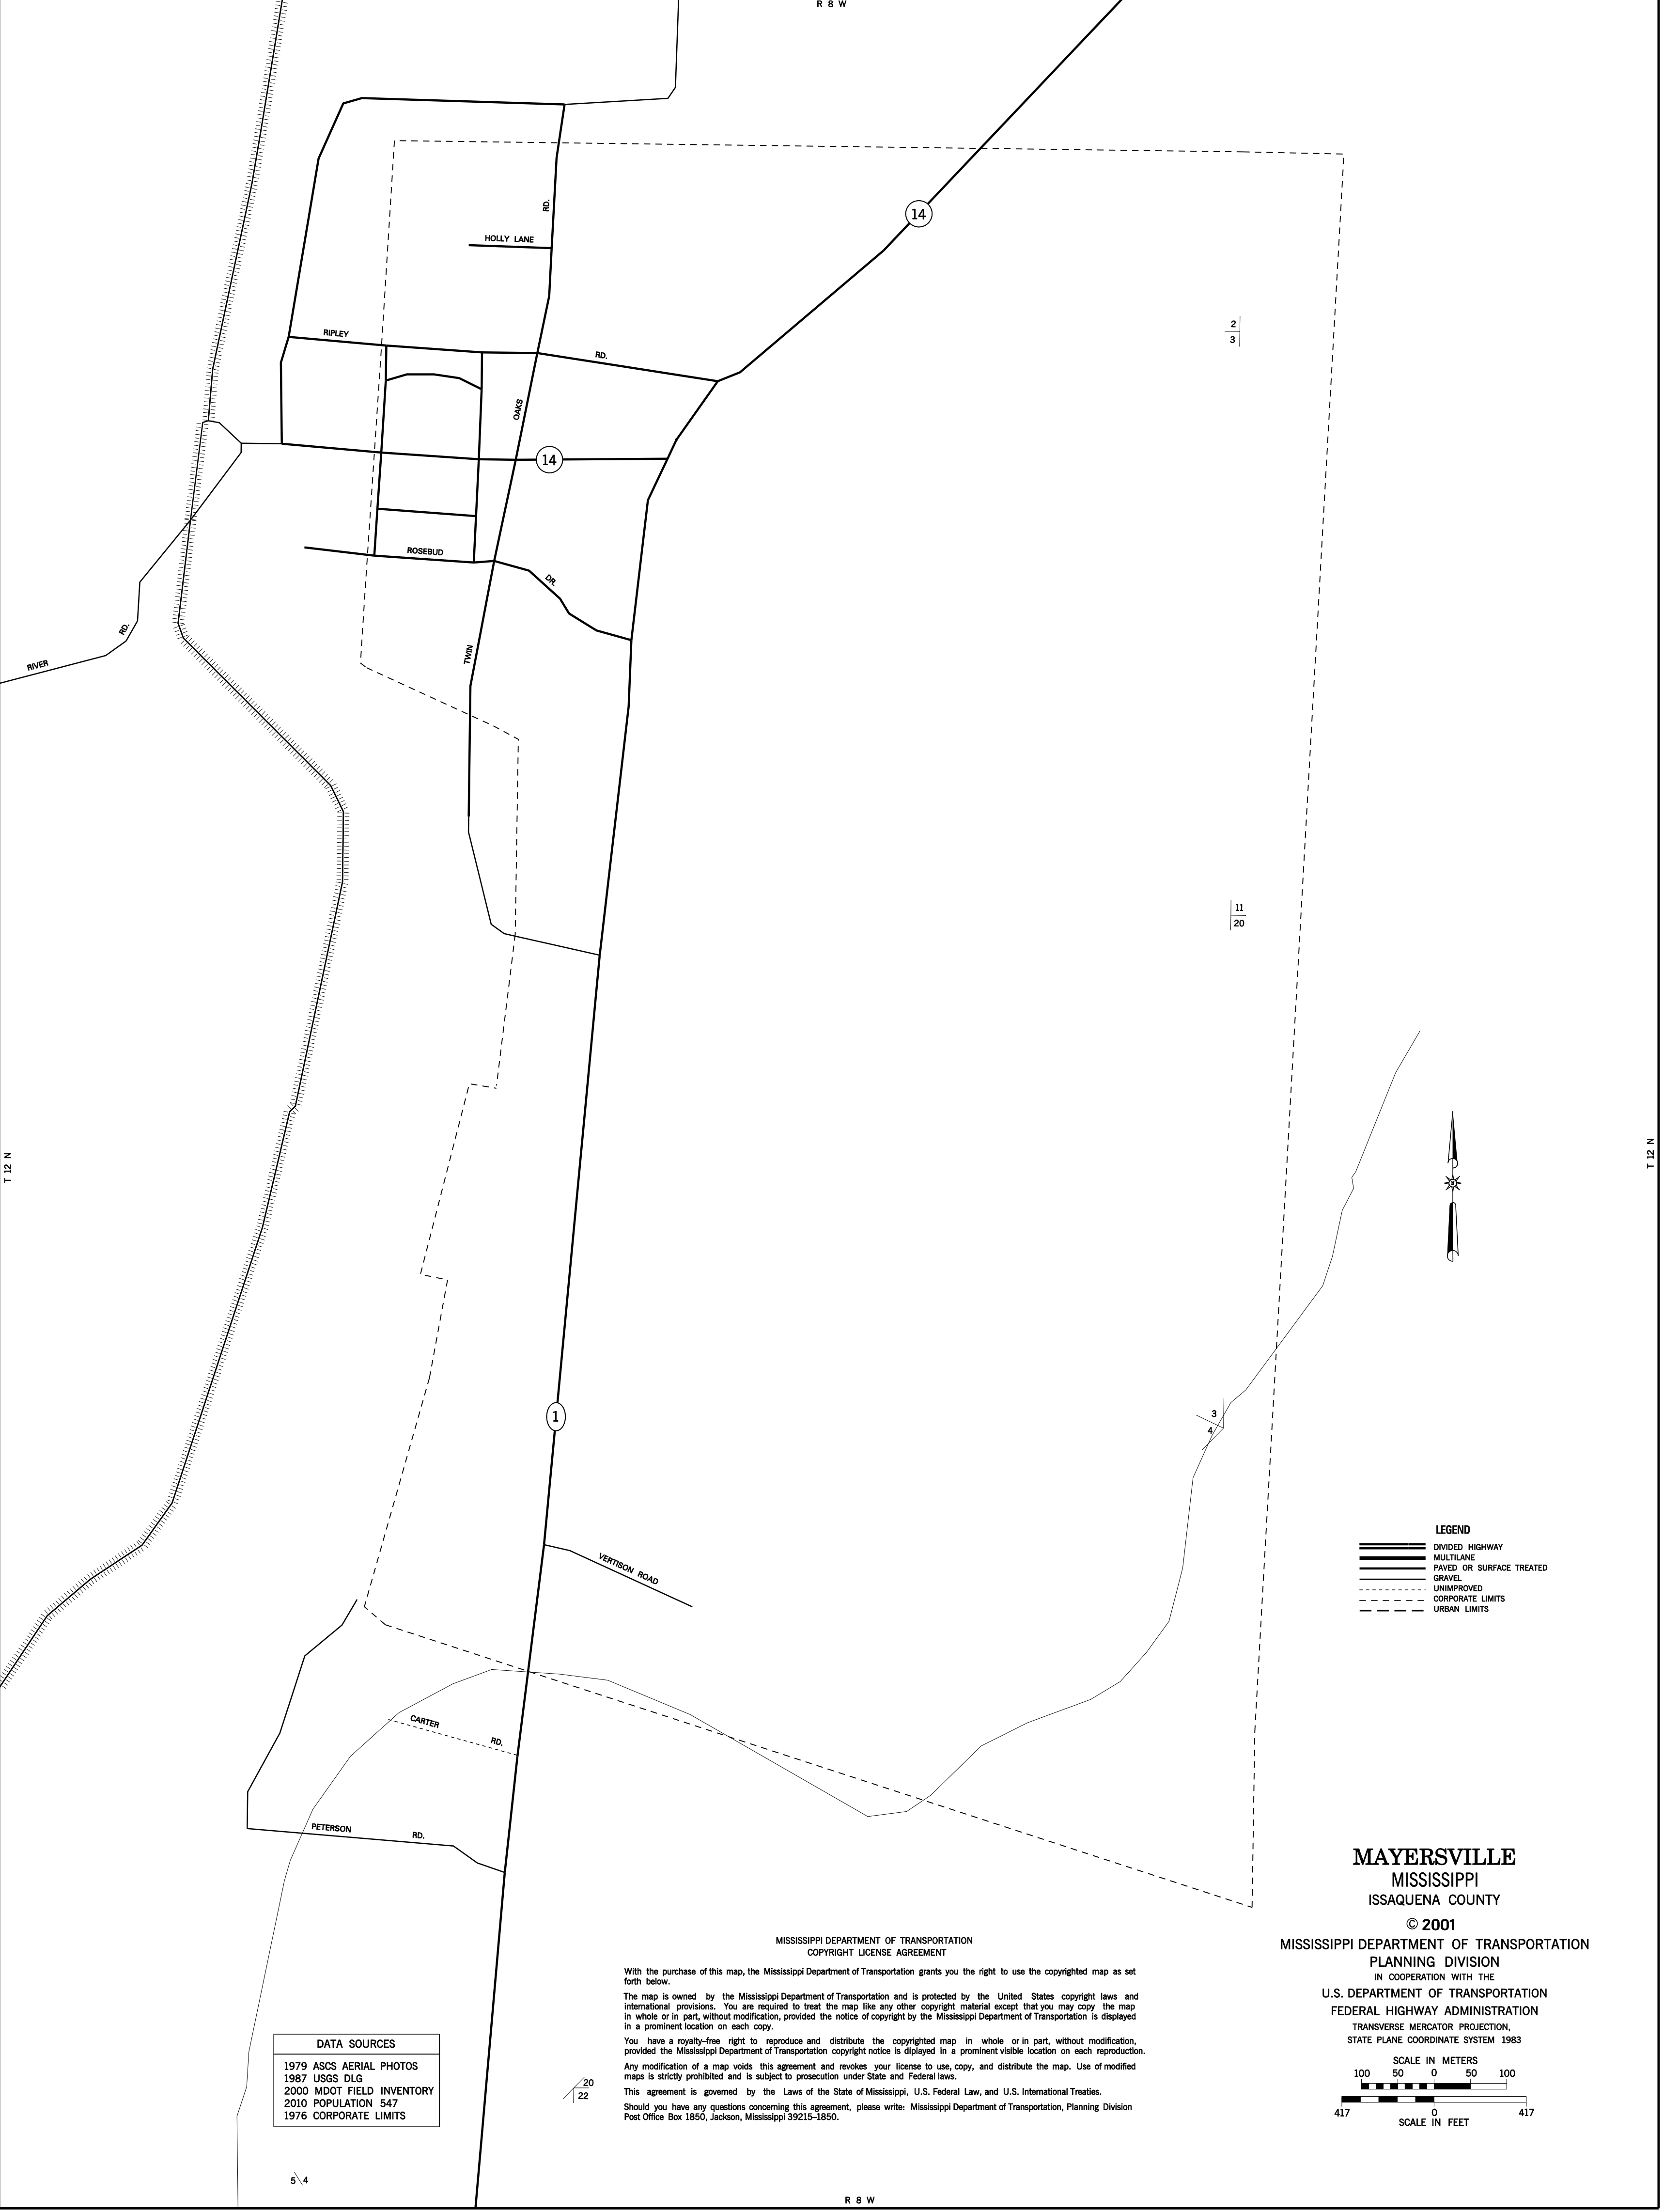 R 8 W
RD.
HOLLY LANE
14
RIPLEY
RD.
2
3
OAKS
14
ROSEBUD
DR.
RD.
RIVER
TWIN
11
20
T 12 N
T 12 N
1
3
4
VERTISON ROAD
LEGEND
DIVIDED HIGHWAY
MULTILANE
PAVED OR SURFACE TREATED
GRAVEL
UNIMPROVED
CORPORATE LIMITS
URBAN LIMITS
CARTER
RD.
PETERSON
RD.
MAYERSVILLE
MISSISSIPPI
ISSAQUENA COUNTY
© 2001
MISSISSIPPI DEPARTMENT OF TRANSPORTATION
PLANNING DIVISION
IN COOPERATION WITH THE
U.S. DEPARTMENT OF TRANSPORTATION
FEDERAL HIGHWAY ADMINISTRATION
TRANSVERSE MERCATOR PROJECTION,
STATE PLANE COORDINATE SYSTEM 1983
SCALE IN METERS
100 50 0 50 100
417 0 417
SCALE IN FEET
MISSISSIPPI DEPARTMENT OF TRANSPORTATION
COPYRIGHT LICENSE AGREEMENT
With the purchase of this map, the Mississippi Department of Transportation grants you the right to use the copyrighted map as set
forth below.
The map is owned by the Mississippi Department of Transportation and is protected by the United States copyright laws and
international provisions. You are required to treat the map like any other copyright material except that you may copy the map
in whole or in part, without modification, provided the notice of copyright by the Mississippi Department of Transportation is displayed
in a prominent location on each copy.
You have a royalty-free right to reproduce and distribute the copyrighted map in whole or in part, without modification,
provided the Mississippi Department of Transportation copyright notice is diplayed in a prominent visible location on each reproduction.
Any modification of a map voids this agreement and revokes your license to use, copy, and distribute the map. Use of modified
maps is strictly prohibited and is subject to prosecution under State and Federal laws.
This agreement is governed by the Laws of the State of Mississippi, U.S. Federal Law, and U.S. International Treaties.
Should you have any questions concerning this agreement, please write: Mississippi Department of Transportation, Planning Division
Post Office Box 1850, Jackson, Mississippi 39215-1850.
DATA SOURCES
1979 ASCS AERIAL PHOTOS
1987 USGS DLG
2000 MDOT FIELD INVENTORY
2010 POPULATION 547
1976 CORPORATE LIMITS
20
22
5 4
R 8 W